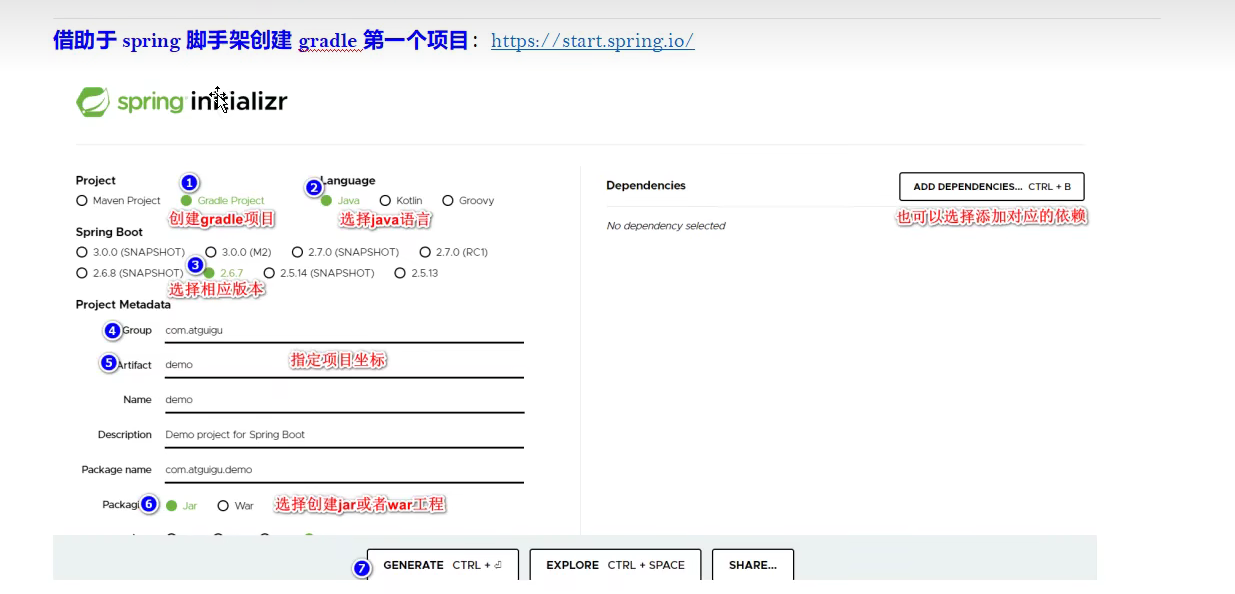 借助于 spring 脚手架创建 gradle 第一个项目：https://start.spring.io/
spring initializr
Project
1
2
Language
Maven Project
Gradle Project
Java
Kotlin
Groovy
创建gradle项目
选择java语言
Spring Boot
3.0.0 (SNAPSHOT)
3.0.0 (M2)
2.7.0 (SNAPSHOT)
2.7.0 (RC1)
2.6.8 (SNAPSHOT)
3
2.6.7
2.5.14 (SNAPSHOT)
2.5.13
选择相应版本
Project Metadata
4
Group
com.atguigu
5
Artifact
demo
指定项目坐标
Name
demo
Description
Demo project for Spring Boot
Package name
com.atguigu.demo
Packagi
6
Jar
War
选择创建jar或者war工程
Dependencies
ADD DEPENDENCIES... CTRL + B
也可以选择添加对应的依赖
No dependency selected
7
GENERATE CTRL + ⏎
EXPLORE CTRL + SPACE
SHARE...